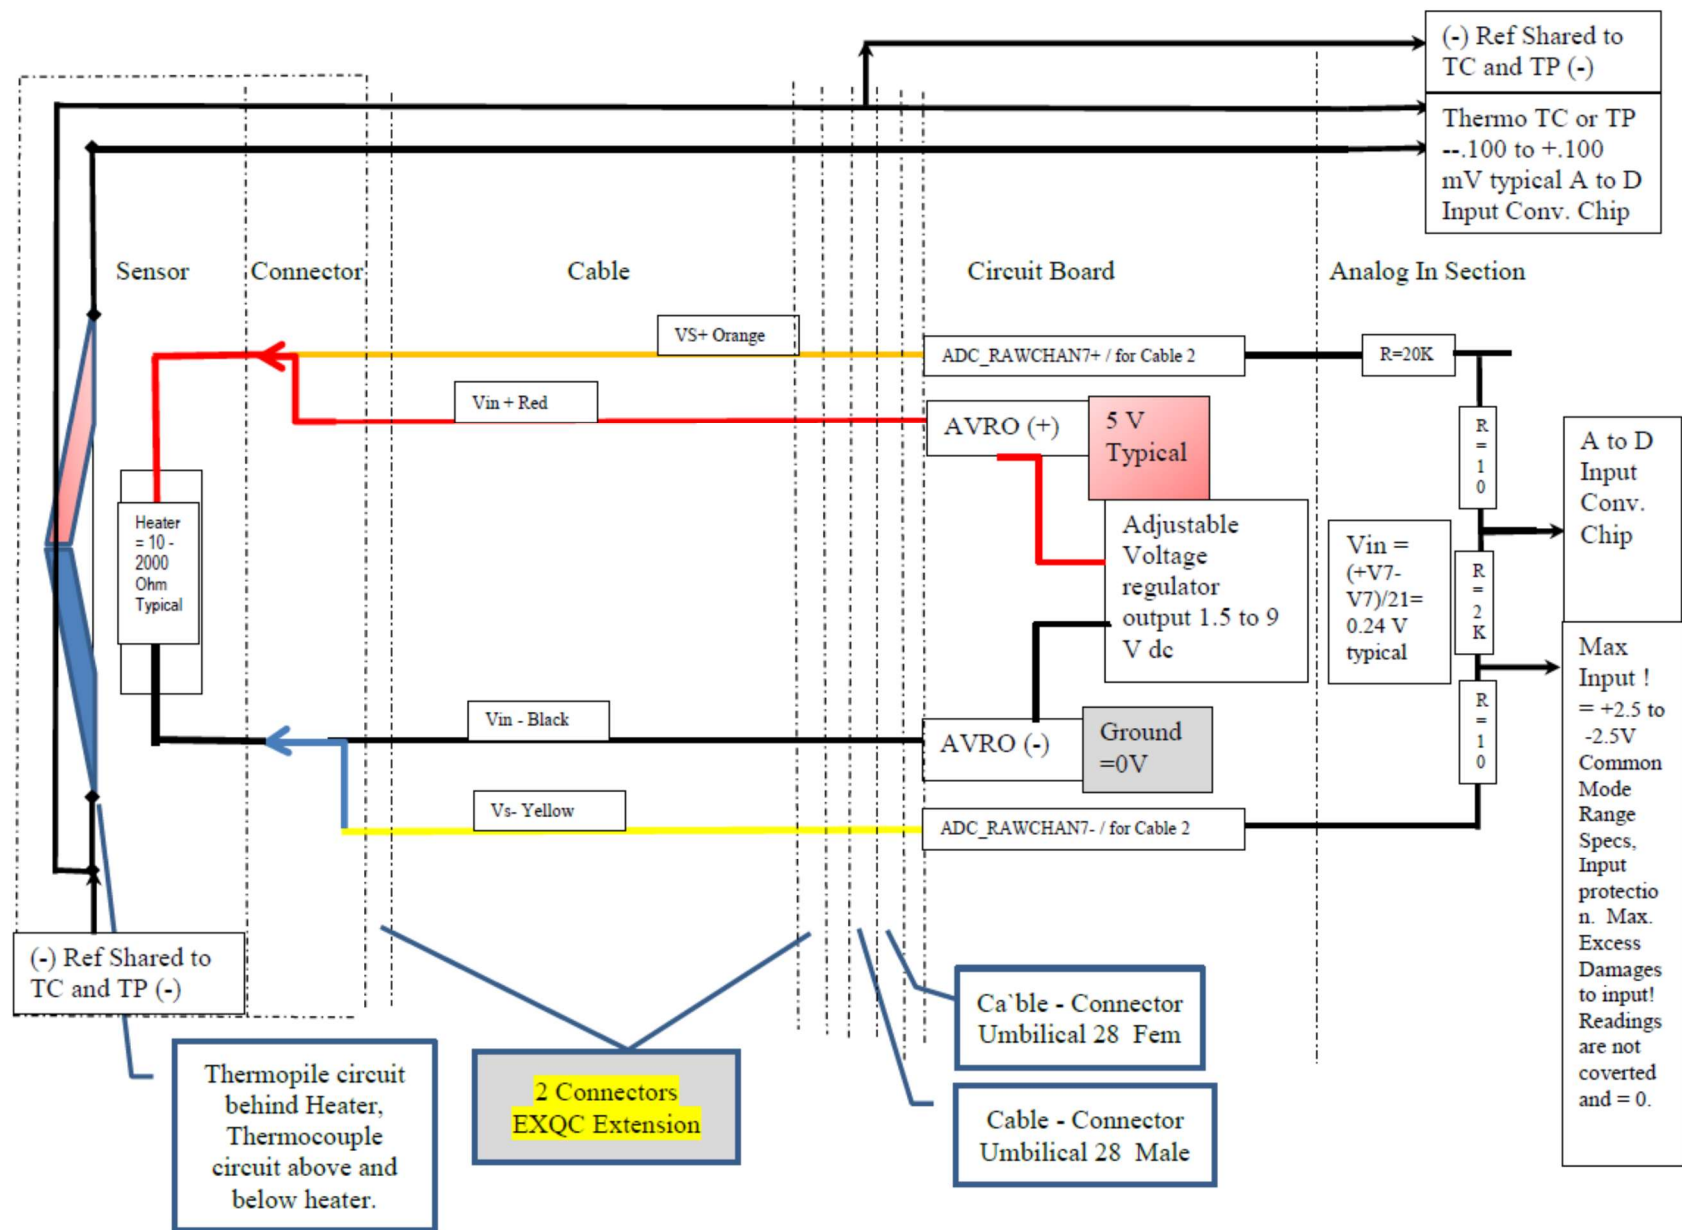 (-) Ref Shared to
TC and TP (-)
Thermo TC or TP
--.100 to +.100
mV typical A to D
Input Conv. Chip
Sensor
Connector
Cable
Circuit Board
Analog In Section
VS+ Orange
ADC_RAWCHAN7+ / for Cable 2
R=20K
Vin + Red
AVRO (+)
5 V
Typical
R
=
1
0
A to D
Input
Conv.
Chip
Heater
= 10 -
2000
Ohm
Typical
Adjustable
Voltage
regulator
output 1.5 to 9
V dc
Vin =
(+V7-
V7)/21=
0.24 V
typical
R
=
2
K
Max
Input !
= +2.5 to
-2.5V
Common
Mode
Range
Specs,
Input
protectio
n. Max.
Excess
Damages
to input!
Readings
are not
coverted
and = 0.
R
=
1
0
Vin - Black
AVRO (-)
Ground
=0V
Vs- Yellow
ADC_RAWCHAN7- / for Cable 2
(-) Ref Shared to
TC and TP (-)
Thermopile circuit
behind Heater,
Thermocouple
circuit above and
below heater.
2 Connectors
EXQC Extension
Ca`ble - Connector
Umbilical 28 Fem
Cable - Connector
Umbilical 28 Male